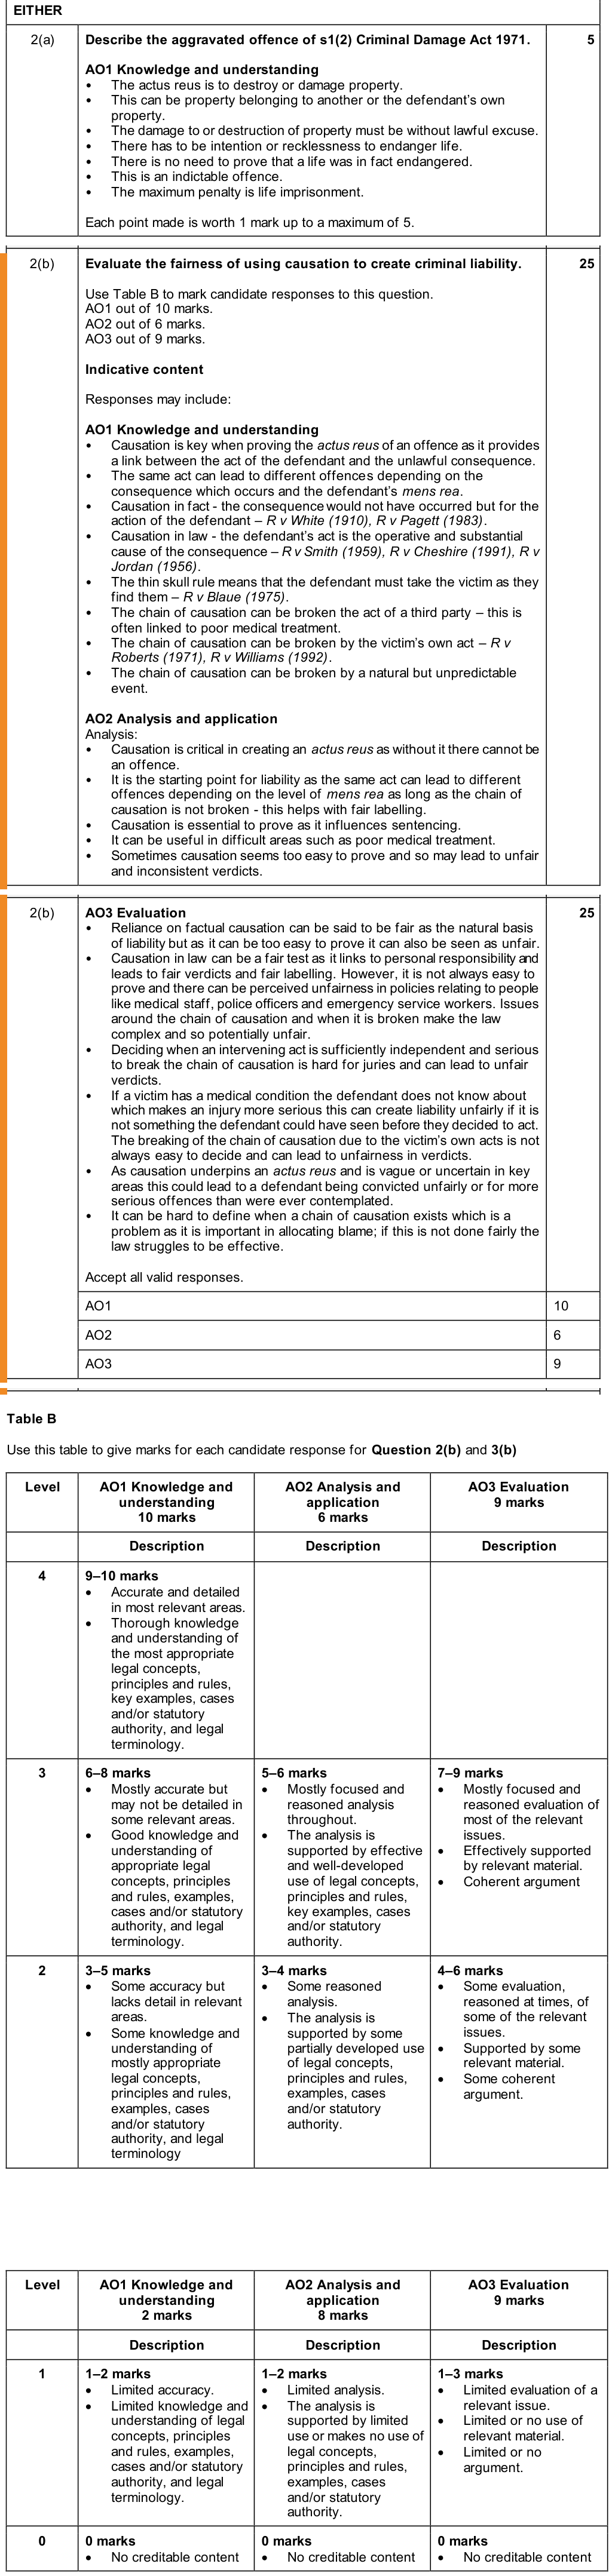 EITHER
2(a) Describe the aggravated offence of s1(2) Criminal Damage Act 1971. 5
AO1 Knowledge and understanding
• The actus reus is to destroy or damage property.
• This can be property belonging to another or the defendant's own
property.
• The damage to or destruction of property must be without lawful excuse.
• There has to be intention or recklessness to endanger life.
• There is no need to prove that a life was in fact endangered.
• This is an indictable offence.
• The maximum penalty is life imprisonment.
Each point made is worth 1 mark up to a maximum of 5.
2(b) Evaluate the fairness of using causation to create criminal liability. 25
Use Table B to mark candidate responses to this question.
AO1 out of 10 marks.
AO2 out of 6 marks.
AO3 out of 9 marks.
Indicative content
Responses may include:
AO1 Knowledge and understanding
• Causation is key when proving the actus reus of an offence as it provides
a link between the act of the defendant and the unlawful consequence.
• The same act can lead to different offences depending on the
consequence which occurs and the defendant's mens rea.
• Causation in fact - the consequence would not have occurred but for the
action of the defendant – R v White (1910), R v Pagett (1983).
• Causation in law - the defendant's act is the operative and substantial
cause of the consequence – R v Smith (1959), R v Cheshire (1991), R v
Jordan (1956).
• The thin skull rule means that the defendant must take the victim as they
find them – R v Blaue (1975).
• The chain of causation can be broken the act of a third party – this is
often linked to poor medical treatment.
• The chain of causation can be broken by the victim's own act – R v
Roberts (1971), R v Williams (1992).
• The chain of causation can be broken by a natural but unpredictable
event.
AO2 Analysis and application
Analysis:
• Causation is critical in creating an actus reus as without it there cannot be
an offence.
• It is the starting point for liability as the same act can lead to different
offences depending on the level of mens rea as long as the chain of
causation is not broken - this helps with fair labelling.
• Causation is essential to prove as it influences sentencing.
• It can be useful in difficult areas such as poor medical treatment.
• Sometimes causation seems too easy to prove and so may lead to unfair
and inconsistent verdicts.
2(b) AO3 Evaluation 25
• Reliance on factual causation can be said to be fair as the natural basis
of liability but as it can be too easy to prove it can also be seen as unfair.
• Causation in law can be a fair test as it links to personal responsibility and
leads to fair verdicts and fair labelling. However, it is not always easy to
prove and there can be perceived unfairness in policies relating to people
like medical staff, police officers and emergency service workers. Issues
around the chain of causation and when it is broken make the law
complex and so potentially unfair.
• Deciding when an intervening act is sufficiently independent and serious
to break the chain of causation is hard for juries and can lead to unfair
verdicts.
• If a victim has a medical condition the defendant does not know about
which makes an injury more serious this can create liability unfairly if it is
not something the defendant could have seen before they decided to act.
The breaking of the chain of causation due to the victim's own acts is not
always easy to decide and can lead to unfairness in verdicts.
• As causation underpins an actus reus and is vague or uncertain in key
areas this could lead to a defendant being convicted unfairly or for more
serious offences than were ever contemplated.
• It can be hard to define when a chain of causation exists which is a
problem as it is important in allocating blame; if this is not done fairly the
law struggles to be effective.
Accept all valid responses.
AO1 10
AO2 6
AO3 9
Table B
Use this table to give marks for each candidate response for Question 2(b) and 3(b)
Level
AO1 Knowledge and
understanding
10 marks
AO2 Analysis and
application
6 marks
AO3 Evaluation
9 marks
Description Description Description
4
9–10 marks
• Accurate and detailed
in most relevant areas.
• Thorough knowledge
and understanding of
the most appropriate
legal concepts,
principles and rules,
key examples, cases
and/or statutory
authority, and legal
terminology.
3
6–8 marks
• Mostly accurate but
may not be detailed in
some relevant areas.
• Good knowledge and
understanding of
appropriate legal
concepts, principles
and rules, examples,
cases and/or statutory
authority, and legal
terminology.
5–6 marks
• Mostly focused and
reasoned analysis
throughout.
• The analysis is
supported by effective
and well-developed
use of legal concepts,
principles and rules,
key examples, cases
and/or statutory
authority.
7–9 marks
• Mostly focused and
reasoned evaluation of
most of the relevant
issues.
• Effectively supported
by relevant material.
• Coherent argument
2
3–5 marks
• Some accuracy but
lacks detail in relevant
areas.
• Some knowledge and
understanding of
mostly appropriate
legal concepts,
principles and rules,
examples, cases
and/or statutory
authority, and legal
terminology
3–4 marks
• Some reasoned
analysis.
• The analysis is
supported by some
partially developed use
of legal concepts,
principles and rules,
examples, cases
and/or statutory
authority.
4–6 marks
• Some evaluation,
reasoned at times, of
some of the relevant
issues.
• Supported by some
relevant material.
• Some coherent
argument.
Level
AO1 Knowledge and
understanding
2 marks
AO2 Analysis and
application
8 marks
AO3 Evaluation
9 marks
Description Description Description
1
1–2 marks
• Limited accuracy.
• Limited knowledge and
understanding of legal
concepts, principles
and rules, examples,
cases and/or statutory
authority, and legal
terminology.
1–2 marks
• Limited analysis.
• The analysis is
supported by limited
use or makes no use of
legal concepts,
principles and rules,
examples, cases
and/or statutory
authority.
1–3 marks
• Limited evaluation of a
relevant issue.
• Limited or no use of
relevant material.
• Limited or no
argument.
0
0 marks
• No creditable content
0 marks
• No creditable content
0 marks
• No creditable content